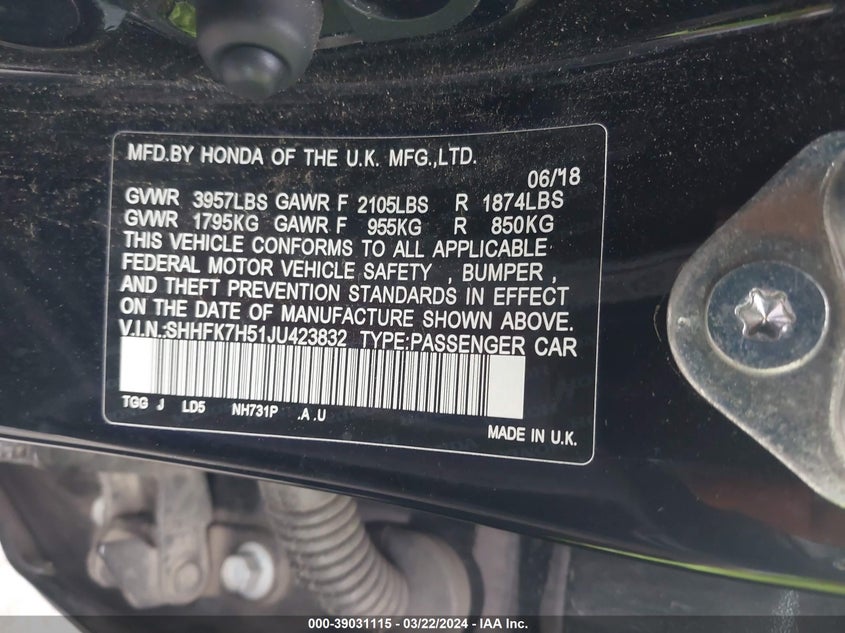 MFD.BY HONDA OF THE U.K. MFG.,LTD.
06/18
GVWR 3957LBS GAWR F 2105LBS R 1874LBS
GVWR 1795KG GAWR F 955KG R 850KG
THIS VEHICLE CONFORMS TO ALL APPLICABLE
FEDERAL MOTOR VEHICLE SAFETY , BUMPER ,
AND THEFT PREVENTION STANDARDS IN EFFECT
ON THE DATE OF MANUFACTURE SHOWN ABOVE.
V.I.N.:SHHFK7H51JU423832 TYPE:PASSENGER CAR
TGG J LD5 NH731P .A .U
MADE IN U.K.
000-39031115 - 03/22/2024 - IAA Inc.